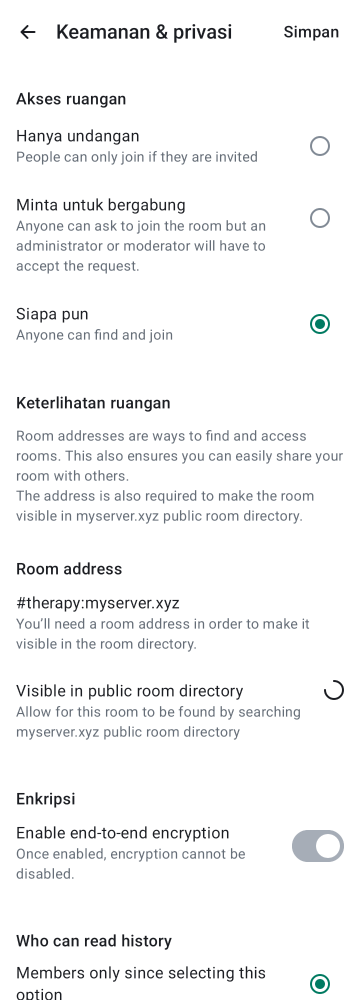 Keamanan & privasi
Simpan
Akses ruangan
Hanya undangan
People can only join if they are invited
Minta untuk bergabung
Anyone can ask to join the room but an
administrator or moderator will have to
accept the request.
Siapa pun
Anyone can find and join
Keterlihatan ruangan
Room addresses are ways to find and access
rooms. This also ensures you can easily share your
room with others.
The address is also required to make the room
visible in myserver.xyz public room directory.
Room address
#therapy:myserver.xyz
You’ll need a room address in order to make it
visible in the room directory.
Visible in public room directory
Allow for this room to be found by searching
myserver.xyz public room directory
Enkripsi
Enable end-to-end encryption
Once enabled, encryption cannot be
disabled.
Who can read history
Members only since selecting this
option